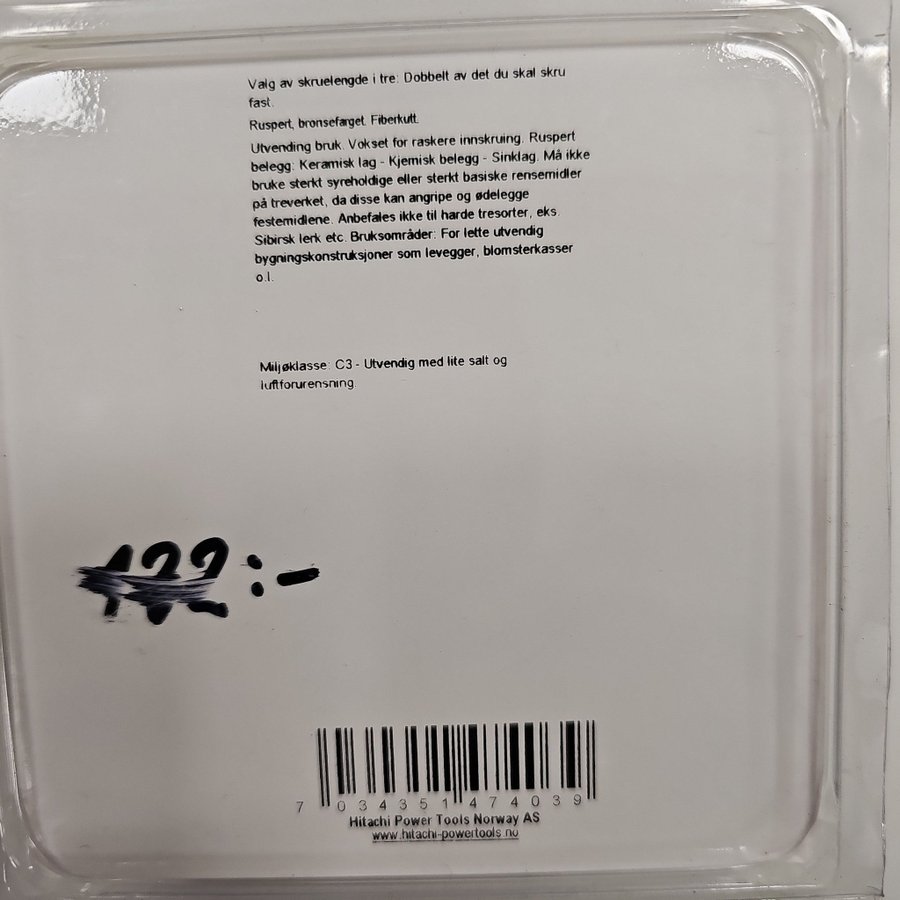 Valg av skruelengde i tre: Dobbelt av det du skal skru
fast.
Ruspert, bronsefarget. Fiberkutt.
Utvending bruk. Vokset for raskere innskruing. Ruspert
belegg: Keramisk lag - Kjemisk belegg - Sinklag. Må ikke
bruke sterkt syreholdige eller sterkt basiske rensemidler
på treverket, da disse kan angripe og ødelegge
festemidlene. Anbefales ikke til harde tresorter, eks.
Sibirsk lerk etc. Bruksområder: For lette utvendig
bygningskonstruksjoner som levegger, blomsterkasser
o.l.
Miljøklasse: C3 - Utvendig med lite salt og
luftforurensning.
122:-
7 034351 474039
Hitachi Power Tools Norway AS
www.hitachi-powertools.no